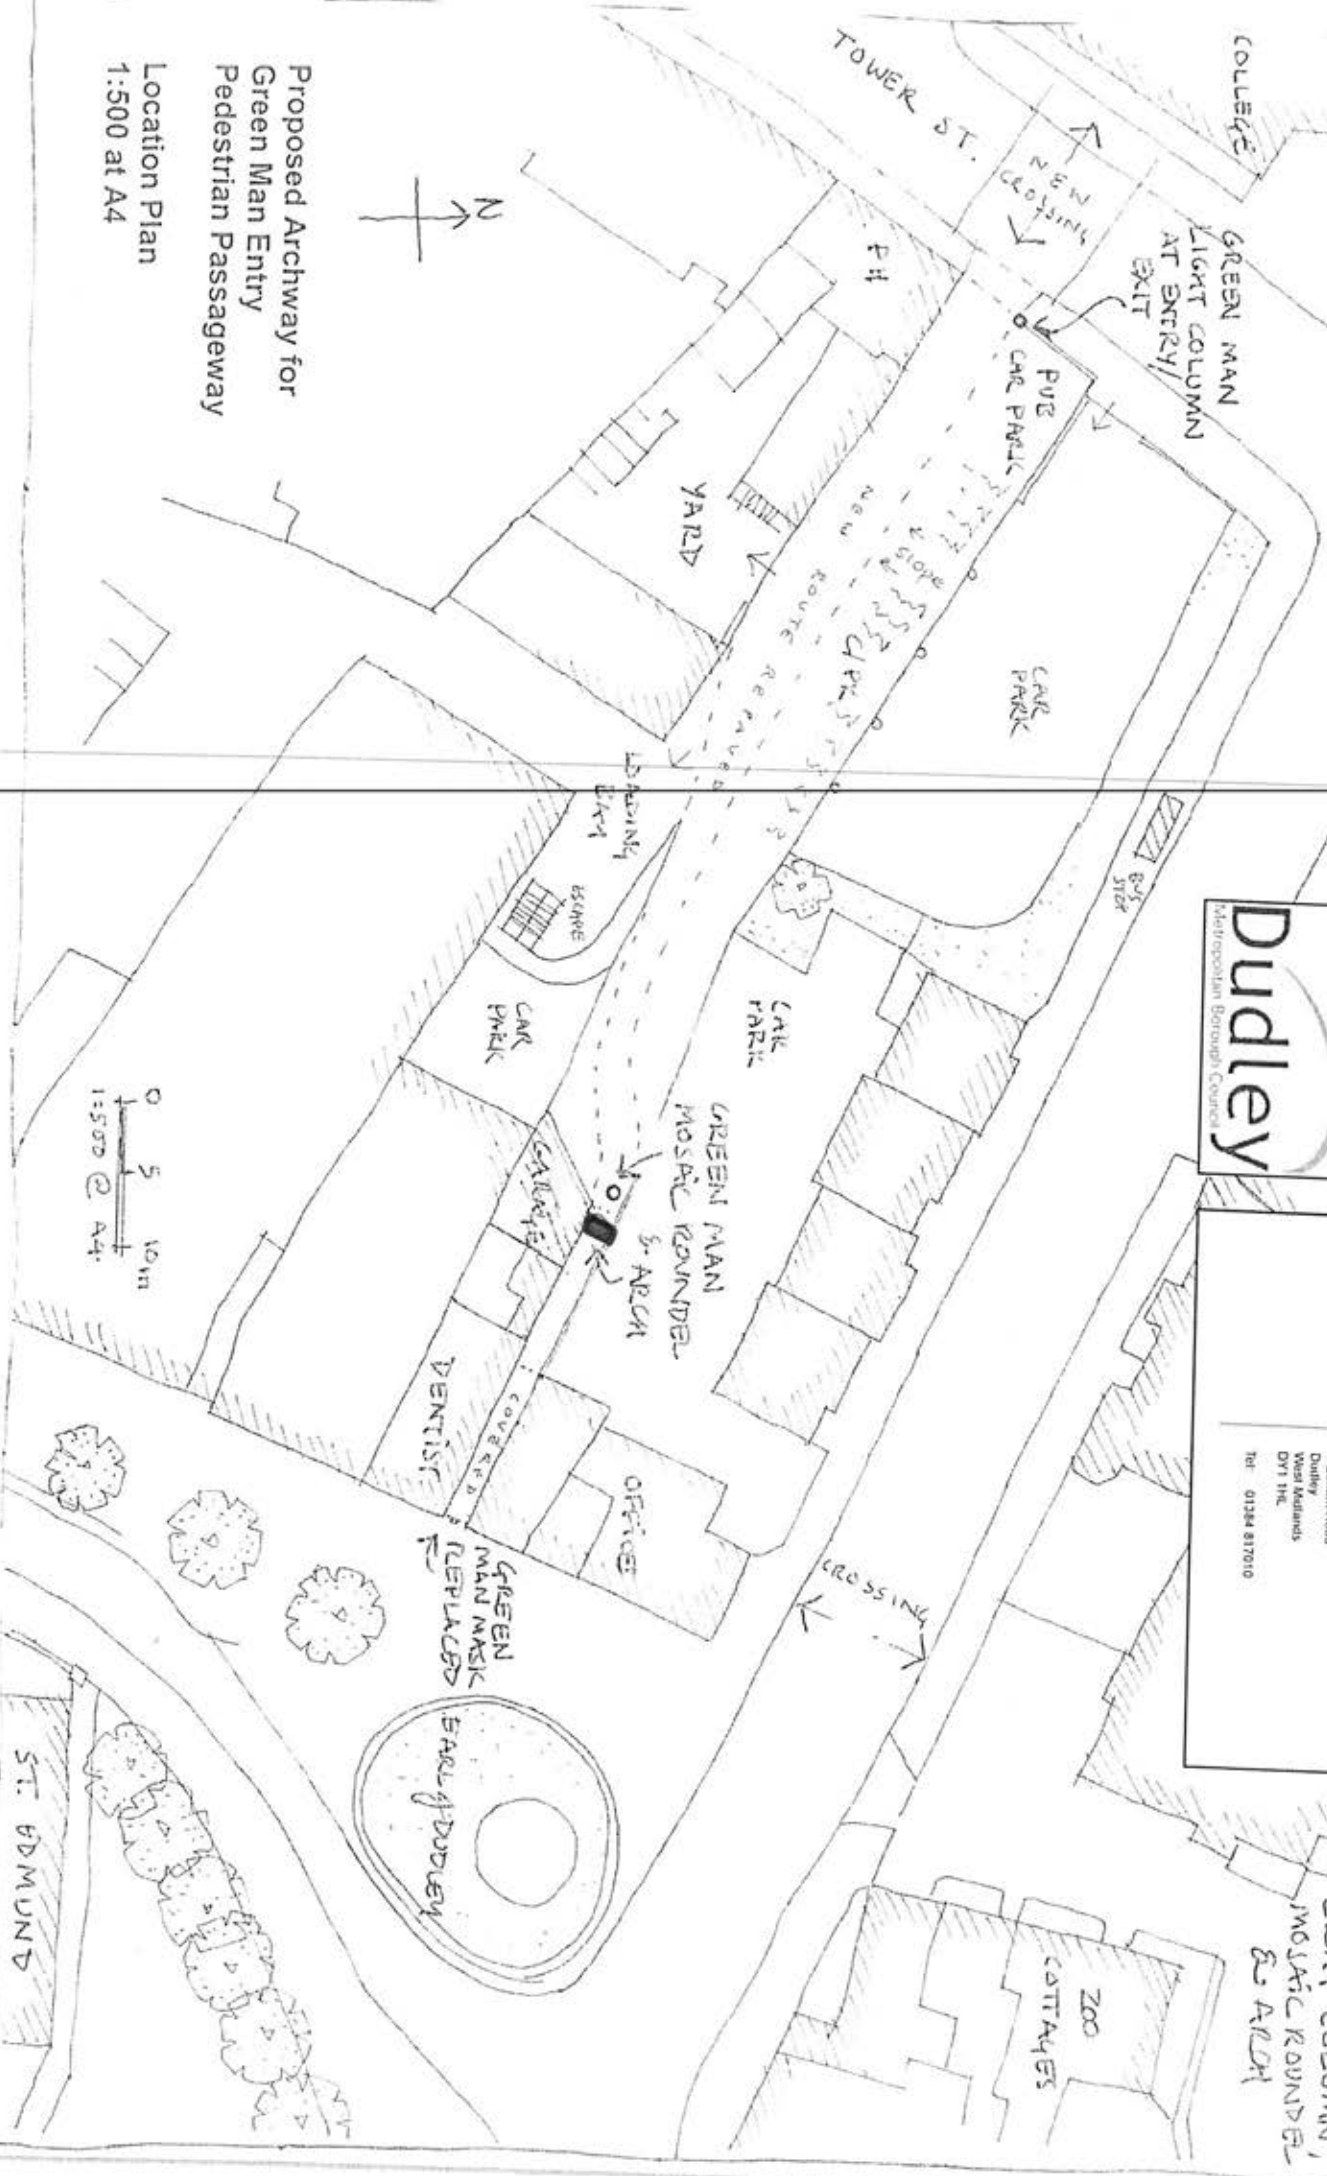 Proposed Archway for
Green Man Entry
Pedestrian Passageway
Location Plan
1:500 at A4
N
TOWER ST.
COLLEGE
NEW
CROSSING
GREEN MAN
LIGHT COLUMN
AT ENTRY/
EXIT
PH
PUB
CAR PARK
YARD
NEW ROUTE REPAVED
SLOPE
CAR
PARK
BUS
STOP
LOADING
BAY
ESCAPE
CAR
PARK
CAR
PARK
GREEN MAN
MOSAIC ROUNDEL
& ARCH
GARAGE
DENTIST
COVERED
OFFICES
GREEN
MAN MASK
REPLACED
CROSSING
EARL of DUDLEY
ST. EDMUND
ZOO
COTTAGES
0 5 10m
1:500 @ A4.
Dudley
Metropolitan Borough Council
Dudley
West Midlands
DY1 1HL
Tel: 01384 817010
MOSAIC ROUNDEL
& ARCH